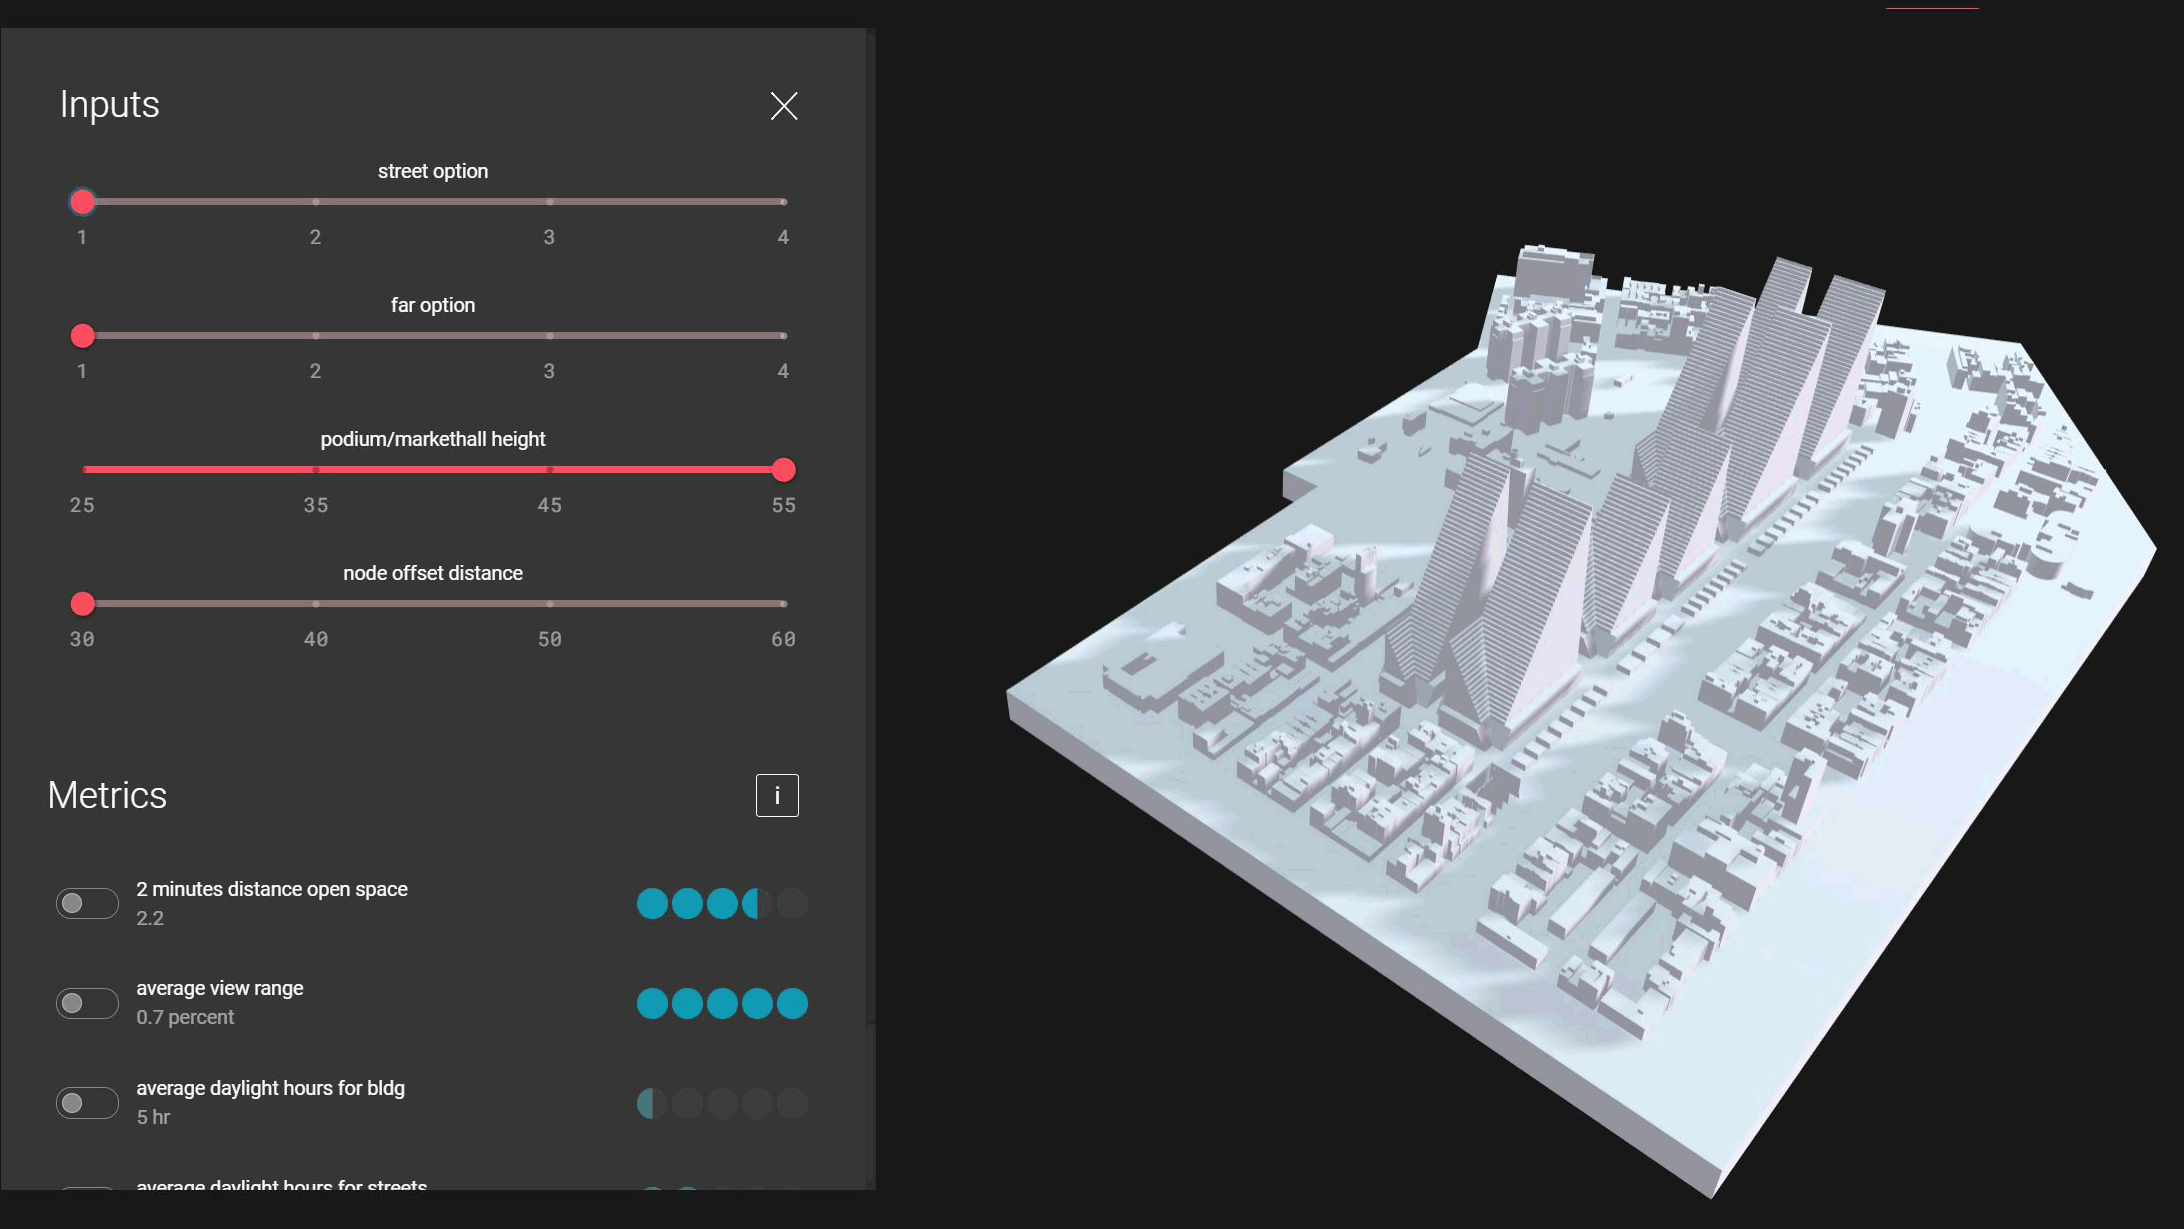 Inputs
street option
1 2 3 4
far option
1 2 3 4
podium/markethall height
25 35 45 55
node offset distance
30 40 50 60
Metrics
i
2 minutes distance open space
2.2
average view range
0.7 percent
average daylight hours for bldg
5 hr
average daylight hours for streets